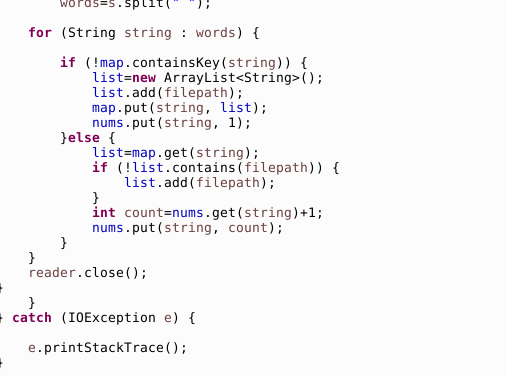 words=s.split(" ");
for (String string : words) {
if (!map.containsKey(string)) {
list=new ArrayList<String>();
list.add(filepath);
map.put(string, list);
nums.put(string, 1);
}else {
list=map.get(string);
if (!list.contains(filepath)) {
list.add(filepath);
}
int count=nums.get(string)+1;
nums.put(string, count);
}
}
reader.close();
}
}
} catch (IOException e) {
e.printStackTrace();
}